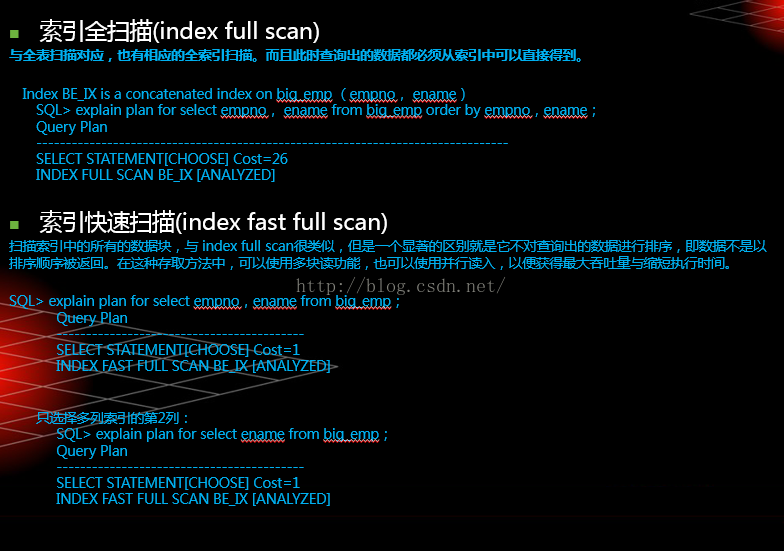 索引全扫描(index full scan)
与全表扫描对应，也有相应的全索引扫描。而且此时查询出的数据都必须从索引中可以直接得到。
Index BE_IX is a concatenated index on big_emp （empno， ename）
SQL> explain plan for select empno， ename from big_emp order by empno，ename；
Query Plan
--------------------------------------------------------------------------------
SELECT STATEMENT[CHOOSE] Cost=26
INDEX FULL SCAN BE_IX [ANALYZED]
索引快速扫描(index fast full scan)
扫描索引中的所有的数据块，与 index full scan很类似，但是一个显著的区别就是它不对查询出的数据进行排序，即数据不是以
排序顺序被返回。在这种存取方法中，可以使用多块读功能，也可以使用并行读入，以便获得最大吞吐量与缩短执行时间。
http://blog.csdn.net/
SQL> explain plan for select empno，ename from big_emp；
Query Plan
------------------------------------------
SELECT STATEMENT[CHOOSE] Cost=1
INDEX FAST FULL SCAN BE_IX [ANALYZED]
只选择多列索引的第2列：
SQL> explain plan for select ename from big_emp；
Query Plan
------------------------------------------
SELECT STATEMENT[CHOOSE] Cost=1
INDEX FAST FULL SCAN BE_IX [ANALYZED]